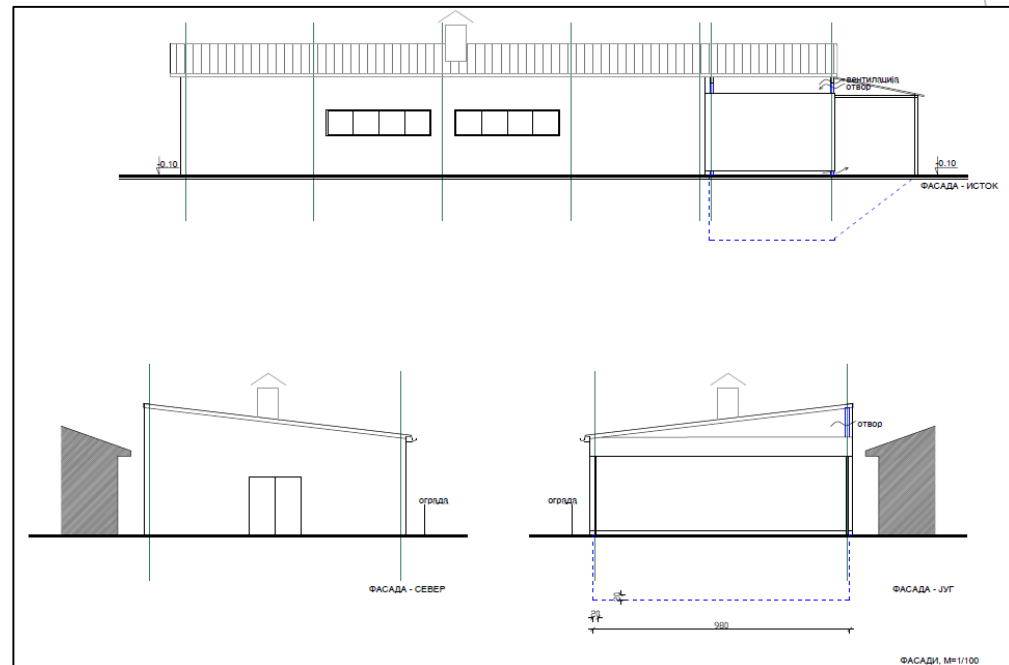 вентилација
отвор
-0.10
-0.10
ФАСАДА - ИСТОК
отвор
ограда
ограда
ФАСАДА - СЕВЕР
ФАСАДА - ЈУГ
20
20
980
ФАСАДИ, М=1/100